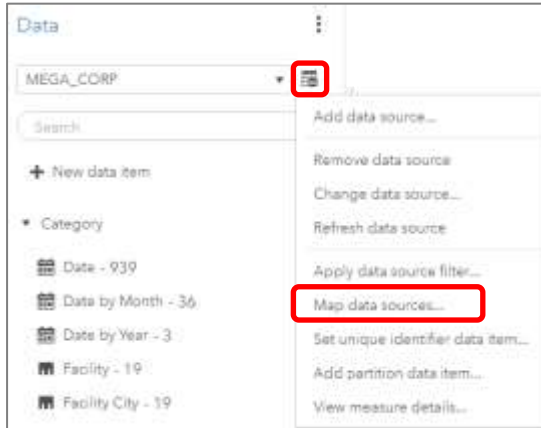 Data
MEGA_CORP
Search
New data item
Category
Date - 939
Date by Month - 36
Date by Year - 3
Facility - 19
Facility City - 19
Add data source...
Remove data source
Change data source...
Refresh data source
Apply data source filter...
Map data sources...
Set unique identifier data item...
Add partition data item...
View measure details...